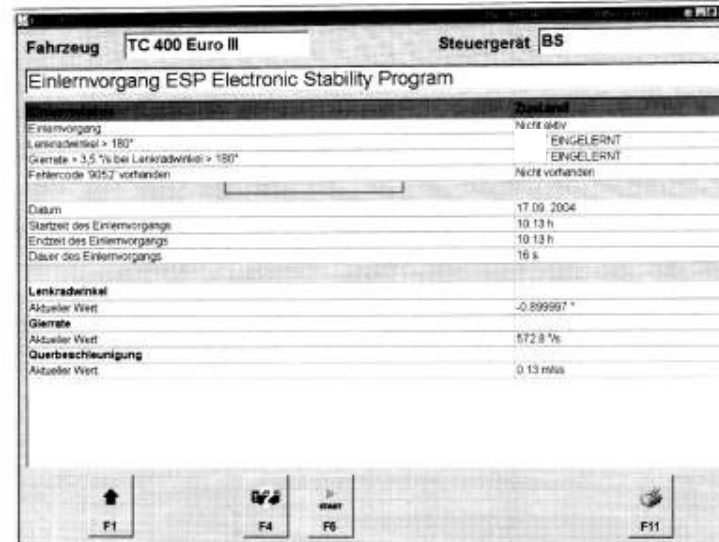 Fahrzeug TC 400 Euro III Steuergerät BS
Einlernvorgang ESP Electronic Stability Program
Zustand
Einlernvorgang Nicht aktiv
Lenkradwinkel > 180° EINGELERNT
Gierrate > 3,5 °/s bei Lenkradwinkel > 180° EINGELERNT
Fehlercode '9052' vorhanden Nicht vorhanden
Datum 17.09. 2004
Startzeit des Einlernvorgangs 10:13 h
Endzeit des Einlernvorgangs 10:13 h
Dauer des Einlernvorgangs 16 s
Lenkradwinkel
Aktueller Wert -0.899997 °
Gierrate
Aktueller Wert 572.8 °/s
Querbeschleunigung
Aktueller Wert 0.13 m/ss
START
F1 F4 F6 F11